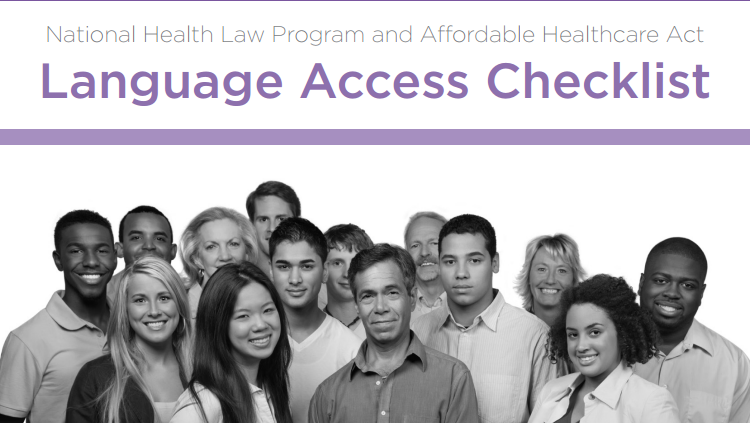 National Health Law Program and Affordable Healthcare Act
Language Access Checklist